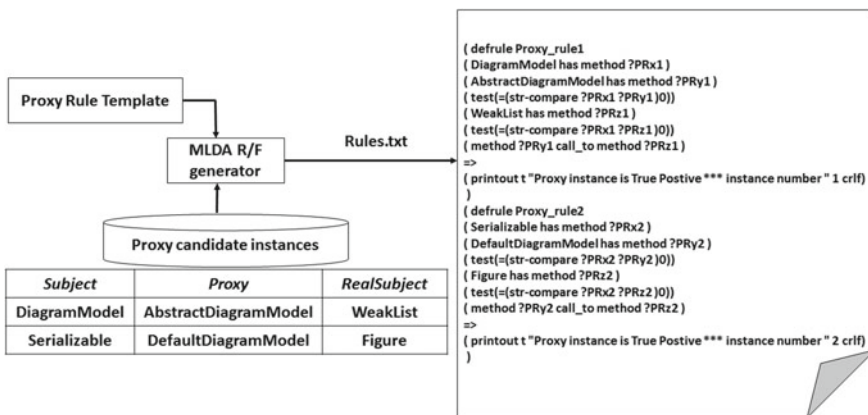 Proxy Rule Template
MLDA R/F
generator
Rules.txt
Proxy candidate instances
Subject Proxy RealSubject
DiagramModel AbstractDiagramModel WeakList
Serializable DefaultDiagramModel Figure
( defrule Proxy_rule1
( DiagramModel has method ?PRx1 )
( AbstractDiagramModel has method ?PRy1 )
( test(=(str-compare ?PRx1 ?PRy1 )0))
( WeakList has method ?PRz1 )
( test(=(str-compare ?PRx1 ?PRz1 )0))
( method ?PRy1 call_to method ?PRz1 )
=>
( printout t "Proxy instance is True Postive *** instance number " 1 crlf)
)
( defrule Proxy_rule2
( Serializable has method ?PRx2 )
( DefaultDiagramModel has method ?PRy2 )
( test(=(str-compare ?PRx2 ?PRy2 )0))
( Figure has method ?PRz2 )
( test(=(str-compare ?PRx2 ?PRz2 )0))
( method ?PRy2 call_to method ?PRz2 )
=>
( printout t "Proxy instance is True Postive *** instance number " 2 crlf)
)